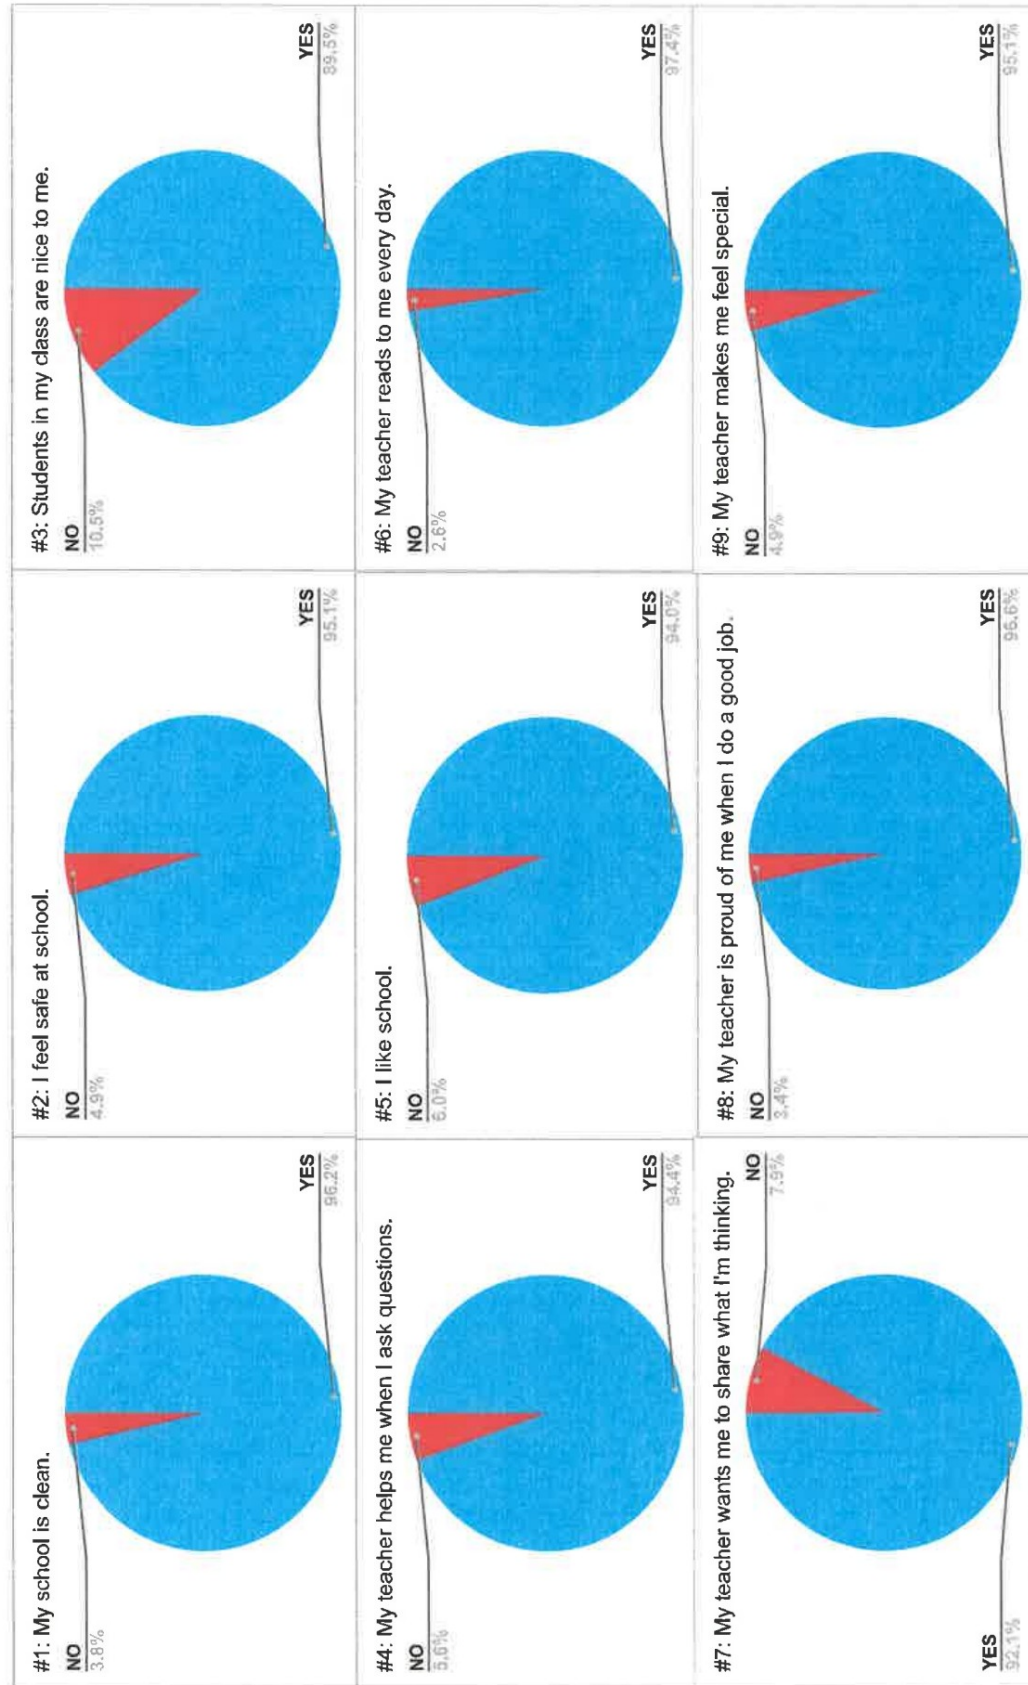 #1: My school is clean.
NO
3.8%
YES
96.2%
#2: I feel safe at school.
NO
4.9%
YES
95.1%
#3: Students in my class are nice to me.
NO
10.5%
YES
89.5%
#4: My teacher helps me when I ask questions.
NO
5.6%
YES
94.4%
#5: I like school.
NO
6.0%
YES
94.0%
#6: My teacher reads to me every day.
NO
2.6%
YES
97.4%
#7: My teacher wants me to share what I'm thinking.
NO
7.9%
YES
92.1%
#8: My teacher is proud of me when I do a good job.
NO
3.4%
YES
96.6%
#9: My teacher makes me feel special.
NO
4.9%
YES
95.1%